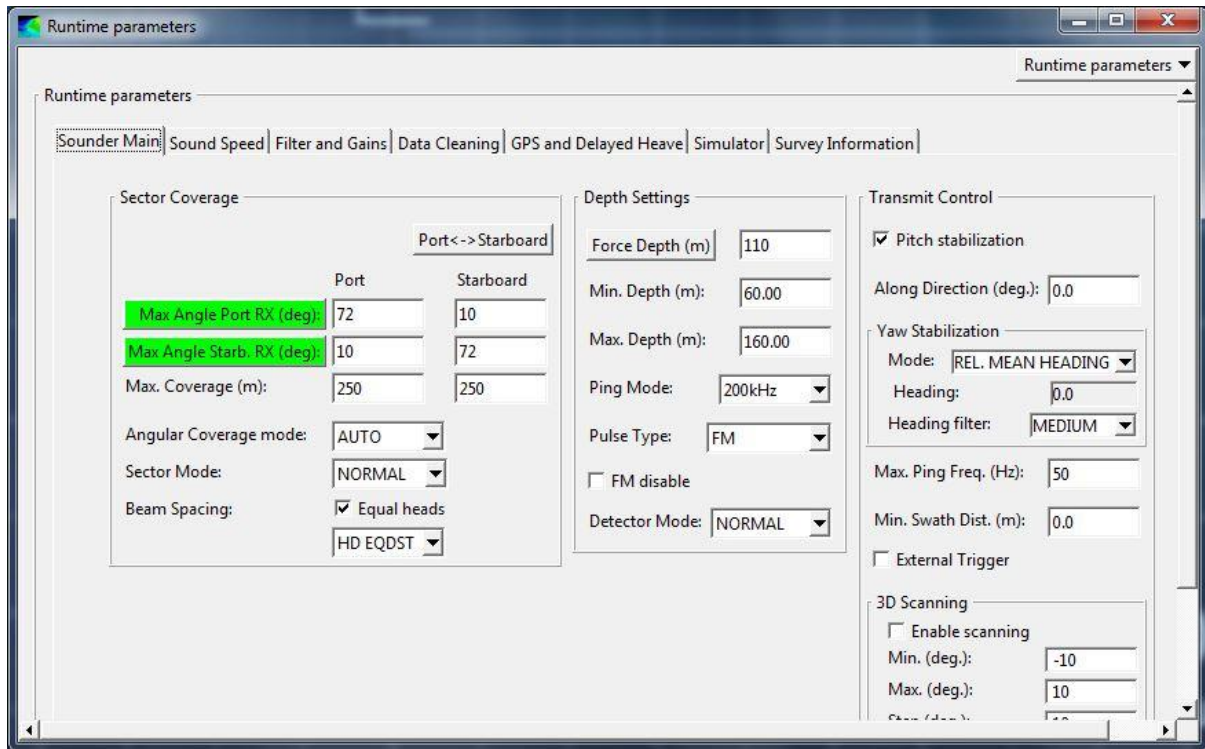 Runtime parameters
Runtime parameters
Runtime parameters
Sounder Main Sound Speed Filter and Gains Data Cleaning GPS and Delayed Heave Simulator Survey Information
Sector Coverage
Port<->Starboard
Port Starboard
Max Angle Port RX (deg): 72 10
Max Angle Starb. RX (deg): 10 72
Max. Coverage (m): 250 250
Angular Coverage mode: AUTO
Sector Mode: NORMAL
Beam Spacing: Equal heads
HD EQDST
Depth Settings
Force Depth (m) 110
Min. Depth (m): 60.00
Max. Depth (m): 160.00
Ping Mode: 200kHz
Pulse Type: FM
FM disable
Detector Mode: NORMAL
Transmit Control
Pitch stabilization
Along Direction (deg.): 0.0
Yaw Stabilization
Mode: REL. MEAN HEADING
Heading: 0.0
Heading filter: MEDIUM
Max. Ping Freq. (Hz): 50
Min. Swath Dist. (m): 0.0
External Trigger
3D Scanning
Enable scanning
Min. (deg.): -10
Max. (deg.): 10